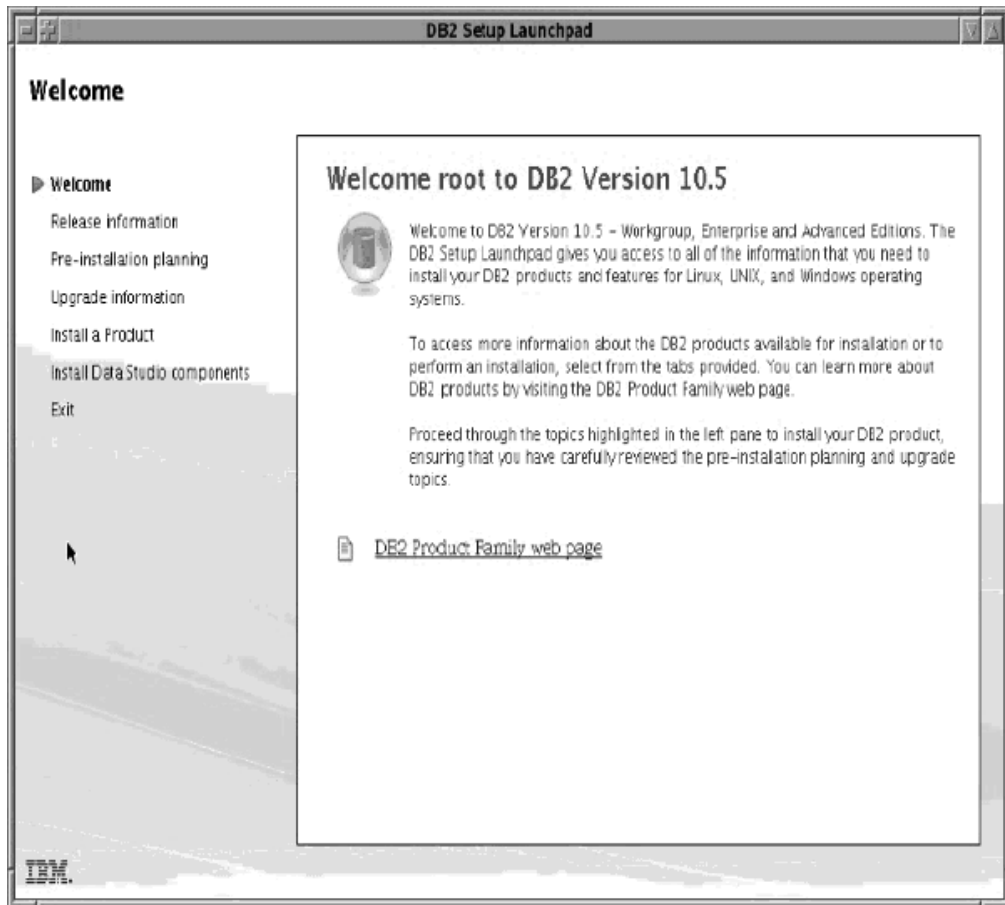 DB2 Setup Launchpad
Welcome
Welcome
Release information
Pre-installation planning
Upgrade information
Install a Product
Install Data Studio components
Exit
Welcome root to DB2 Version 10.5
Welcome to DB2 Version 10.5 – Workgroup, Enterprise and Advanced Editions. The
DB2 Setup Launchpad gives you access to all of the information that you need to
install your DB2 products and features for Linux, UNIX, and Windows operating
systems.
To access more information about the DB2 products available for installation or to
perform an installation, select from the tabs provided. You can learn more about
DB2 products by visiting the DB2 Product Family web page.
Proceed through the topics highlighted in the left pane to install your DB2 product,
ensuring that you have carefully reviewed the pre-installation planning and upgrade
topics.
DB2 Product Family web page
IBM.